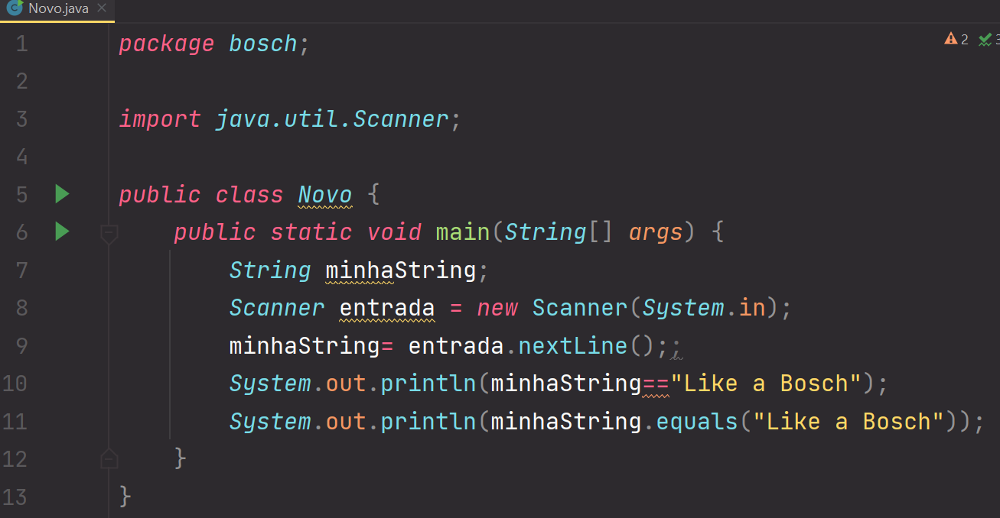 Novo.java
2 3
1 package bosch;
2
3 import java.util.Scanner;
4
5 public class Novo {
6 public static void main(String[] args) {
7 String minhaString;
8 Scanner entrada = new Scanner(System.in);
9 minhaString= entrada.nextLine();;
10 System.out.println(minhaString=="Like a Bosch");
11 System.out.println(minhaString.equals("Like a Bosch"));
12 }
13 }